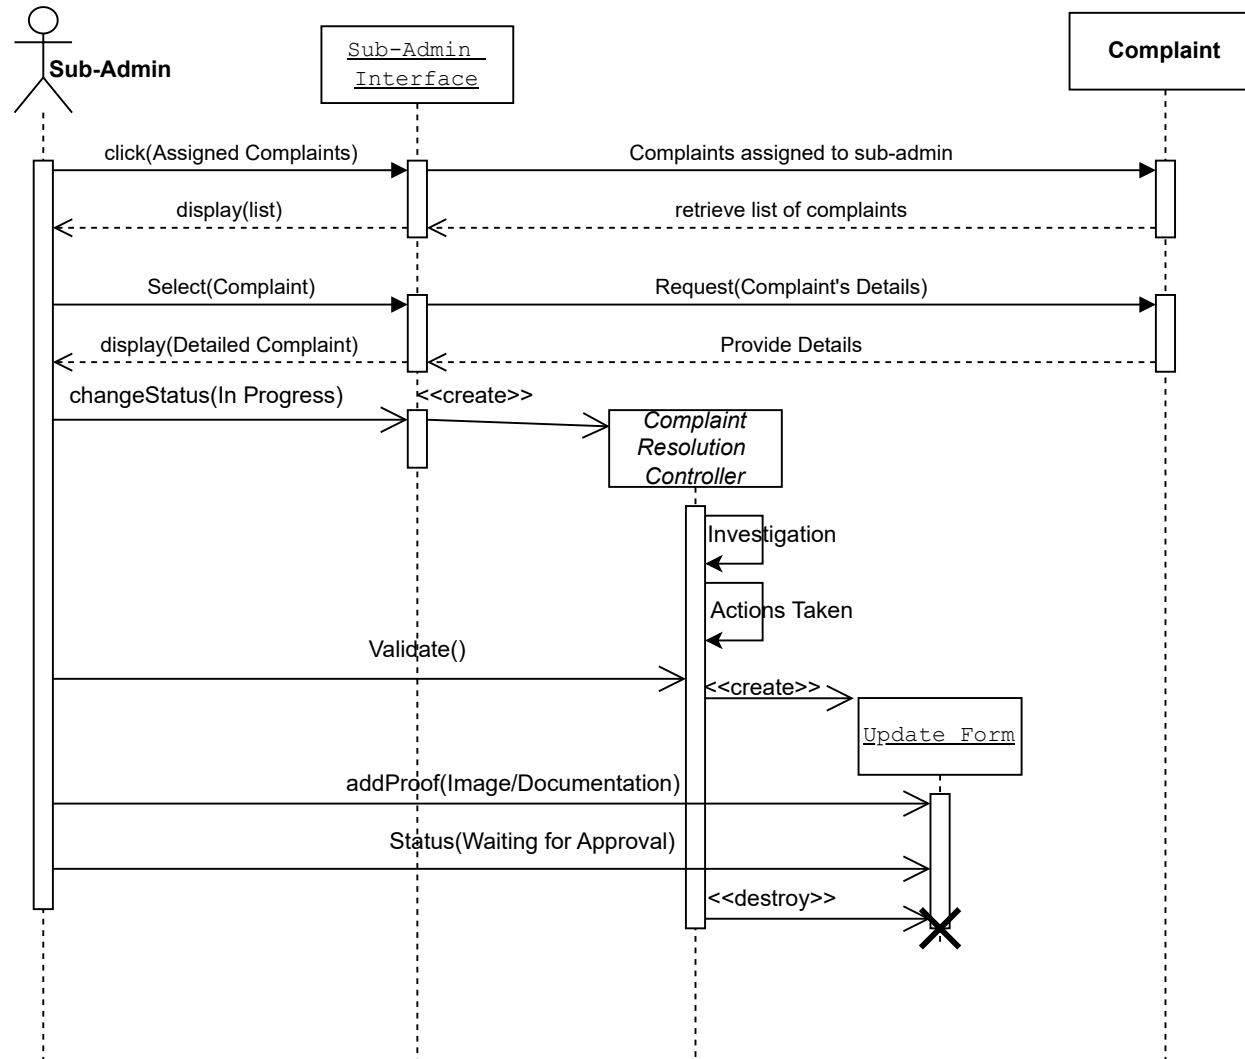 Sub-Admin
Sub-Admin
Interface
Complaint
click(Assigned Complaints)
Complaints assigned to sub-admin
display(list)
retrieve list of complaints
Select(Complaint)
Request(Complaint's Details)
display(Detailed Complaint)
Provide Details
changeStatus(In Progress)
<<create>>
Complaint
Resolution
Controller
Investigation
Actions Taken
Validate()
<<create>>
Update Form
addProof(Image/Documentation)
Status(Waiting for Approval)
<<destroy>>